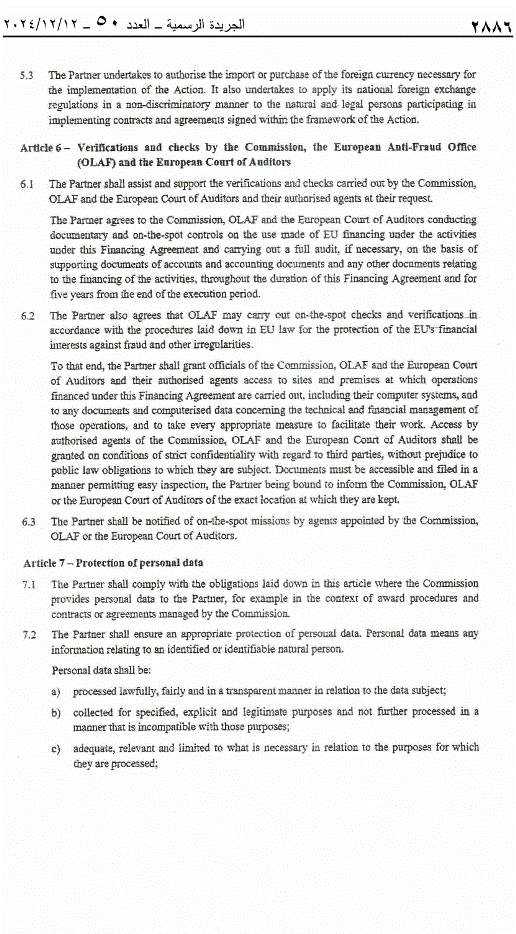 ٢٨٨٦ الجريدة الرسمية – العدد ٥٠ – ٢٠٢٤/١٢/١٢
5.3 The Partner undertakes to authorise the import or purchase of the foreign currency necessary for
the implementation of the Action. It also undertakes to apply its national foreign exchange
regulations in a non-discriminatory manner to the natural and legal persons participating in
implementing contracts and agreements signed within the framework of the Action.
Article 6 – Verifications and checks by the Commission, the European Anti-Fraud Office
(OLAF) and the European Court of Auditors
6.1 The Partner shall assist and support the verifications and checks carried out by the Commission,
OLAF and the European Court of Auditors and their authorised agents at their request.
The Partner agrees to the Commission, OLAF and the European Court of Auditors conducting
documentary and on-the-spot controls on the use made of EU financing under the activities
under this Financing Agreement and carrying out a full audit, if necessary, on the basis of
supporting documents of accounts and accounting documents and any other documents relating
to the financing of the activities, throughout the duration of this Financing Agreement and for
five years from the end of the execution period.
6.2 The Partner also agrees that OLAF may carry out on-the-spot checks and verifications in
accordance with the procedures laid down in EU law for the protection of the EU's financial
interests against fraud and other irregularities.
To that end, the Partner shall grant officials of the Commission, OLAF and the European Court
of Auditors and their authorised agents access to sites and premises at which operations
financed under this Financing Agreement are carried out, including their computer systems, and
to any documents and computerised data concerning the technical and financial management of
those operations, and to take every appropriate measure to facilitate their work. Access by
authorised agents of the Commission, OLAF and the European Court of Auditors shall be
granted on conditions of strict confidentiality with regard to third parties, without prejudice to
public law obligations to which they are subject. Documents must be accessible and filed in a
manner permitting easy inspection, the Partner being bound to inform the Commission, OLAF
or the European Court of Auditors of the exact location at which they are kept.
6.3 The Partner shall be notified of on-the-spot missions by agents appointed by the Commission,
OLAF or the European Court of Auditors.
Article 7 – Protection of personal data
7.1 The Partner shall comply with the obligations laid down in this article where the Commission
provides personal data to the Partner, for example in the context of award procedures and
contracts or agreements managed by the Commission.
7.2 The Partner shall ensure an appropriate protection of personal data. Personal data means any
information relating to an identified or identifiable natural person.
Personal data shall be:
a) processed lawfully, fairly and in a transparent manner in relation to the data subject;
b) collected for specified, explicit and legitimate purposes and not further processed in a
manner that is incompatible with those purposes;
c) adequate, relevant and limited to what is necessary in relation to the purposes for which
they are processed;